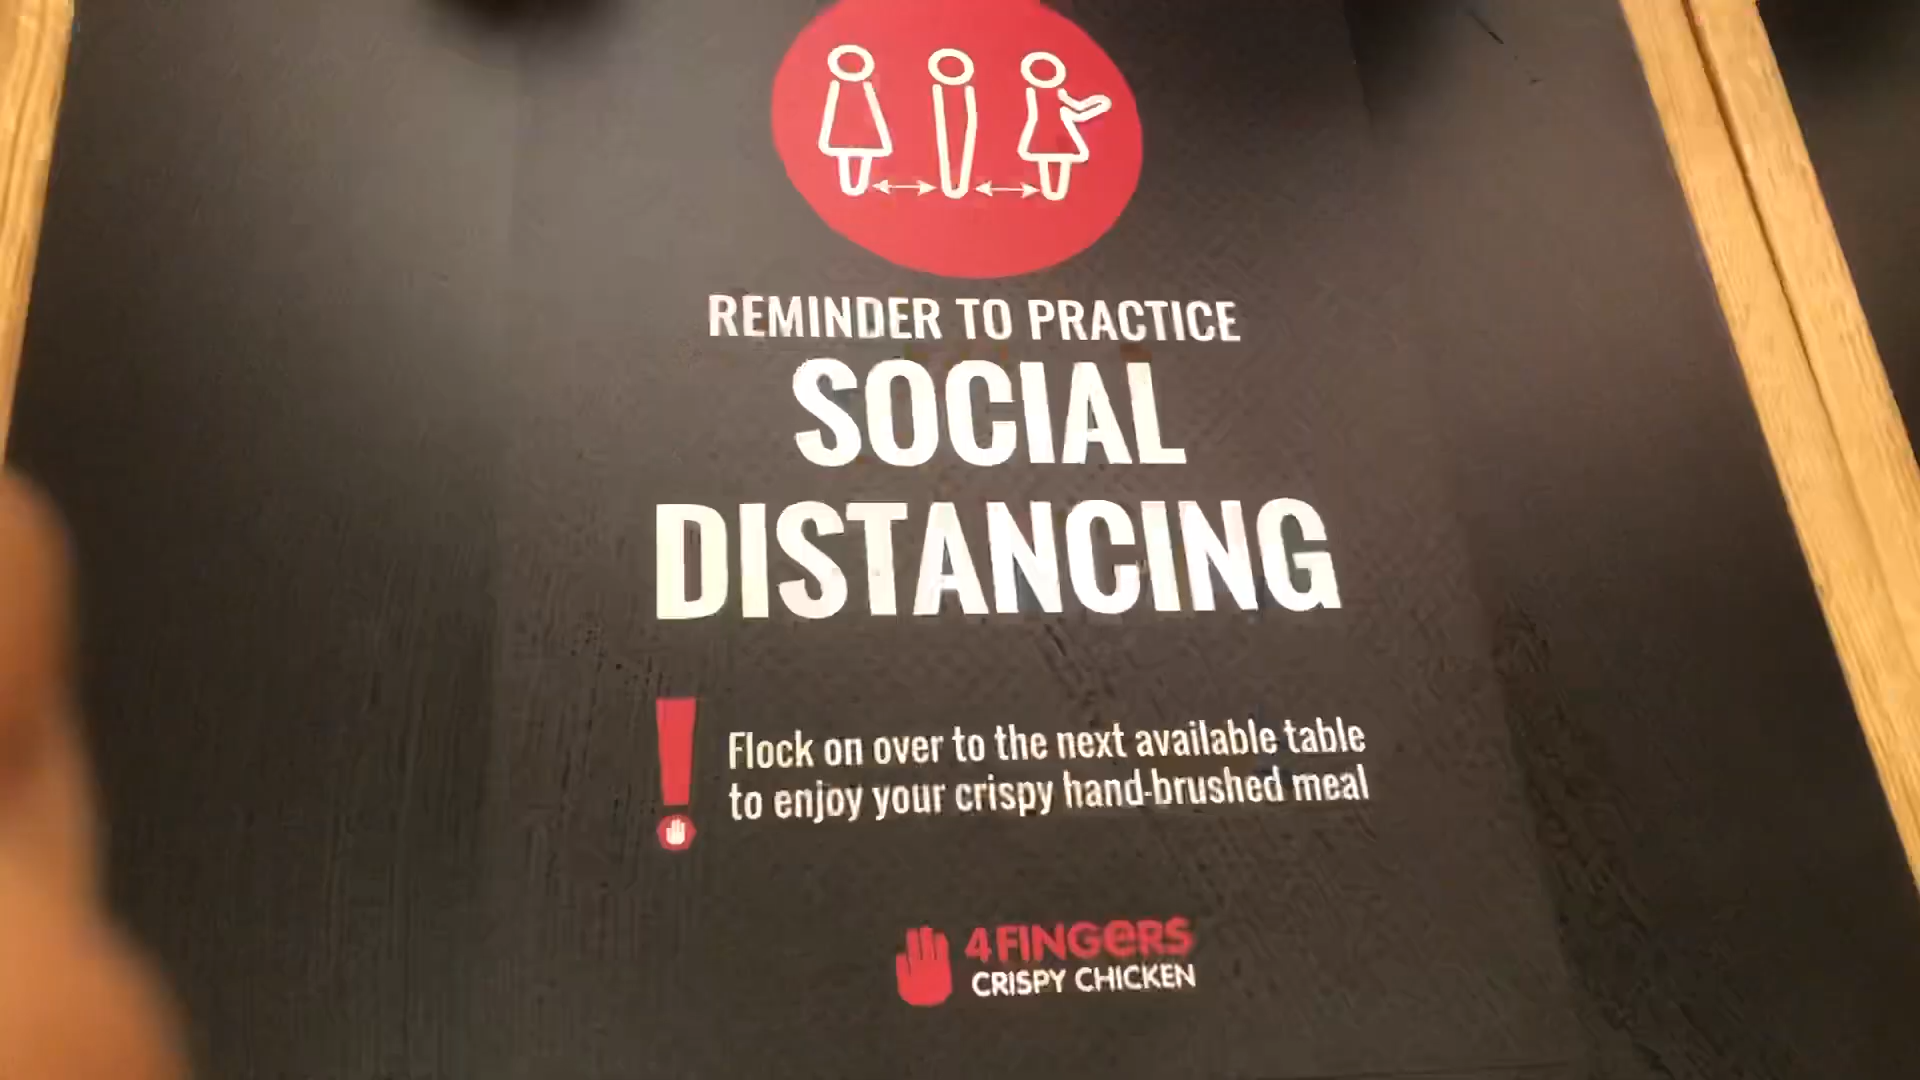 REMINDER TO PRACTICE
SOCIAL
DISTANCING
Flock on over to the next available table
to enjoy your crispy hand-brushed meal
4FINGeRS
CRISPY CHICKEN